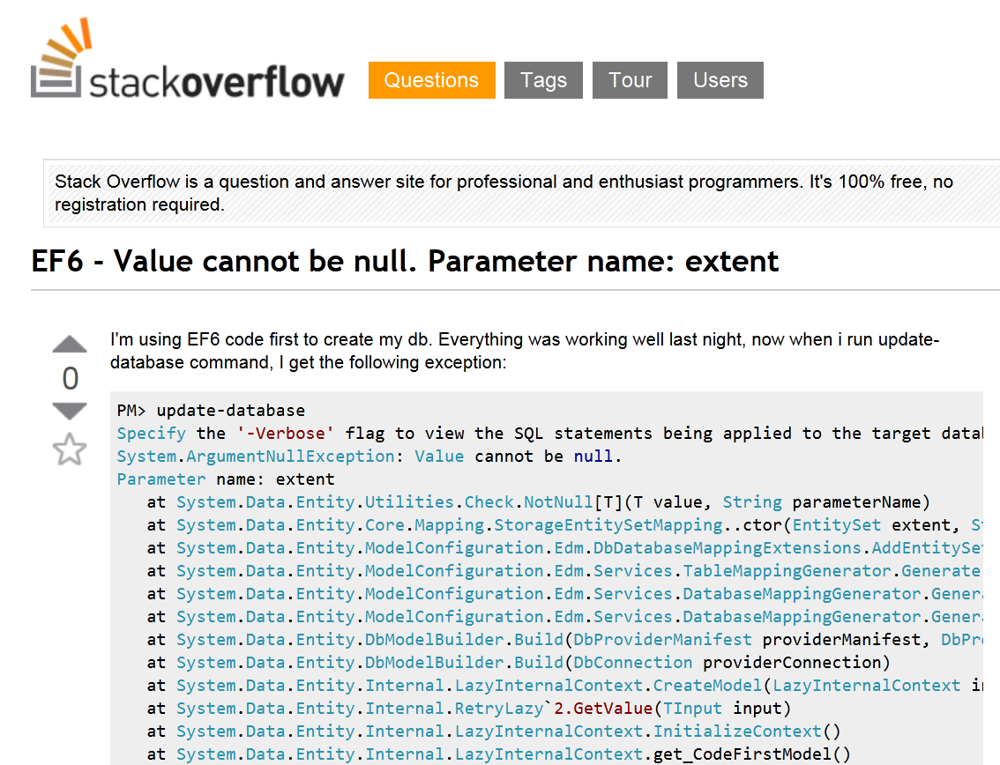 stackoverflow
Questions Tags Tour Users
Stack Overflow is a question and answer site for professional and enthusiast programmers. It's 100% free, no
registration required.
EF6 - Value cannot be null. Parameter name: extent
I'm using EF6 code first to create my db. Everything was working well last night, now when i run update-
database command, I get the following exception:
0
PM> update-database
Specify the '-Verbose' flag to view the SQL statements being applied to the target
System.ArgumentNullException: Value cannot be null.
Parameter name: extent
at System.Data.Entity.Utilities.Check.NotNull[T](T value, String parameterName)
at System.Data.Entity.Core.Mapping.StorageEntitySetMapping..ctor(EntitySet extent,
at System.Data.Entity.ModelConfiguration.Edm.DbDatabaseMappingExtensions.AddEntitySet
at System.Data.Entity.ModelConfiguration.Edm.Services.TableMappingGenerator.Generate
at System.Data.Entity.ModelConfiguration.Edm.Services.DatabaseMappingGenerator.Gener
at System.Data.Entity.ModelConfiguration.Edm.Services.DatabaseMappingGenerator.Gener
at System.Data.Entity.DbModelBuilder.Build(DbProviderManifest providerManifest, DbPr
at System.Data.Entity.DbModelBuilder.Build(DbConnection providerConnection)
at System.Data.Entity.Internal.LazyInternalContext.CreateModel(LazyInternalContext
at System.Data.Entity.Internal.RetryLazy`2.GetValue(TInput input)
at System.Data.Entity.Internal.LazyInternalContext.InitializeContext()
at System.Data.Entity.Internal.LazyInternalContext.get_CodeFirstModel()